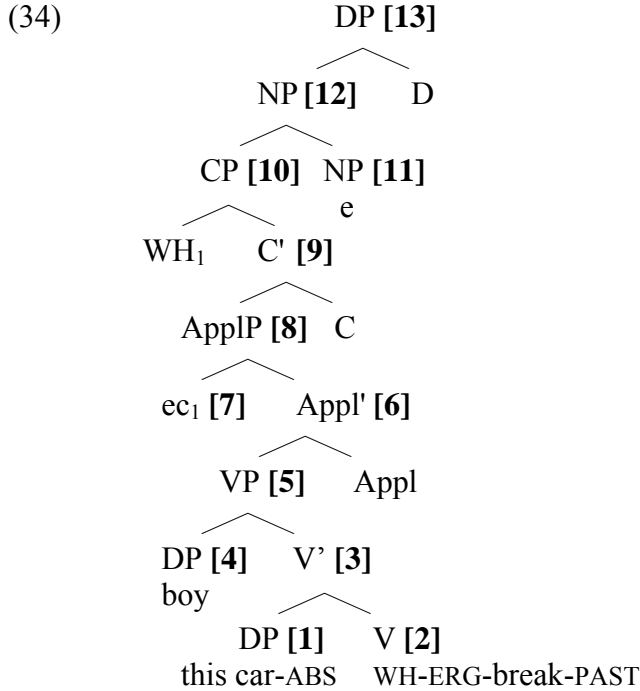 (34) DP [13]
NP [12] D
CP [10] NP [11]
e
WH1 C' [9]
ApplP [8] C
ec1 [7] Appl' [6]
VP [5] Appl
DP [4] V’ [3]
boy
DP [1] V [2]
this car-ABS WH-ERG-break-PAST